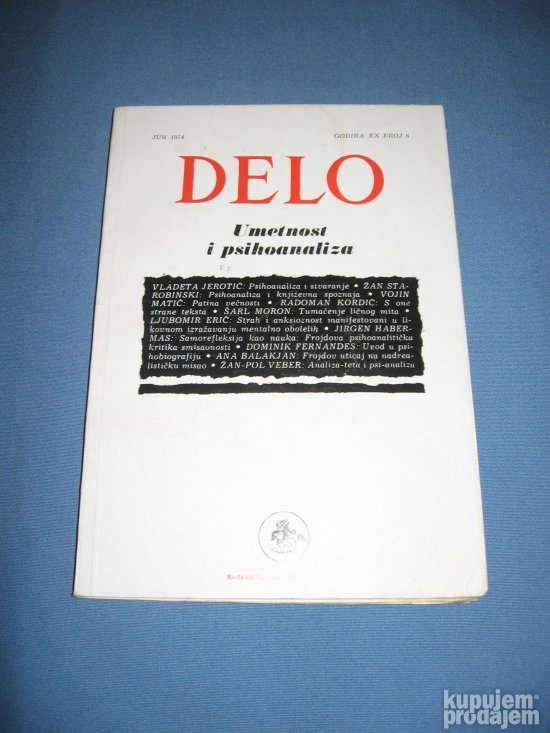 JUN 1974 GODINA XX BROJ 6
DELO
Umetnost
i psihoanaliza
VLADETA JEROTIĆ: Psihoanaliza i stvaranje • ŽAN STA-
ROBINSKI: Psihoanaliza i književna spoznaja • VOJIN
MATIĆ: Patina večnosti • RADOMAN KORDIĆ: S one
strane teksta • ŠARL MORON: Tumačenje ličnog mita •
LJUBOMIR ERIĆ: Strah i anksioznost manifestovani u li-
kovnom izražavanju mentalno obolelih • JIRGEN HABER-
MAS: Samorefleksija kao nauka: Frojdova psihoanalitička
kritika smisaonosti • DOMINIK FERNANDES: Uvod u psi-
hobiografiju • ANA BALAKJAN: Frojdov uticaj na nadrea-
lističku misao • ŽAN-POL VEBER: Analiza-teta i psi-analiza
kupujem
prodajem